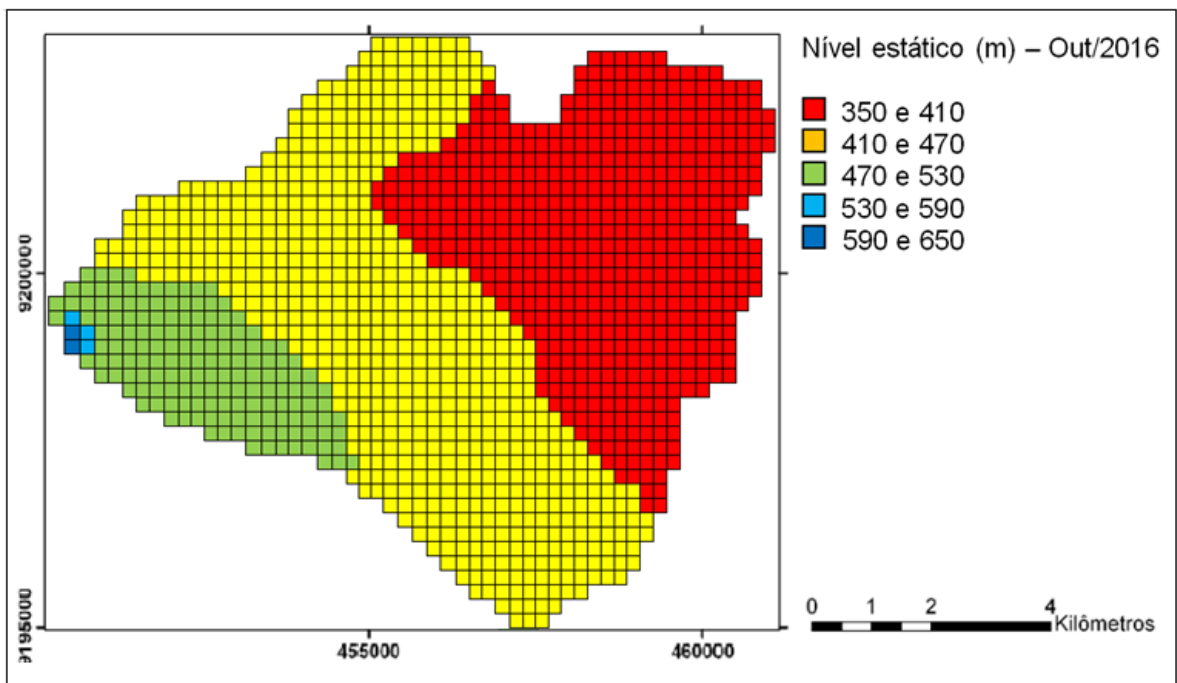 Nível estático (m) – Out/2016
350 e 410
410 e 470
470 e 530
530 e 590
590 e 650
9200000
9195000
455000
460000
0 1 2 4
Kilômetros